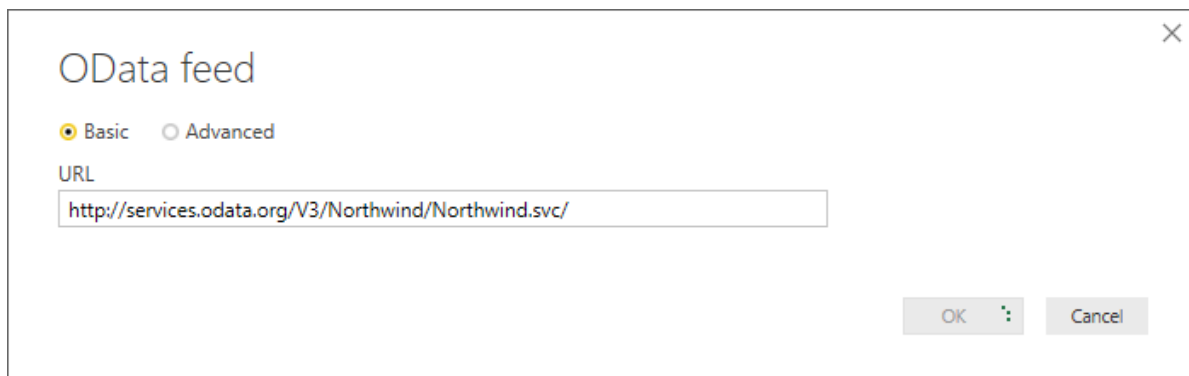 OData feed
Basic Advanced
URL
http://services.odata.org/V3/Northwind/Northwind.svc/
OK Cancel